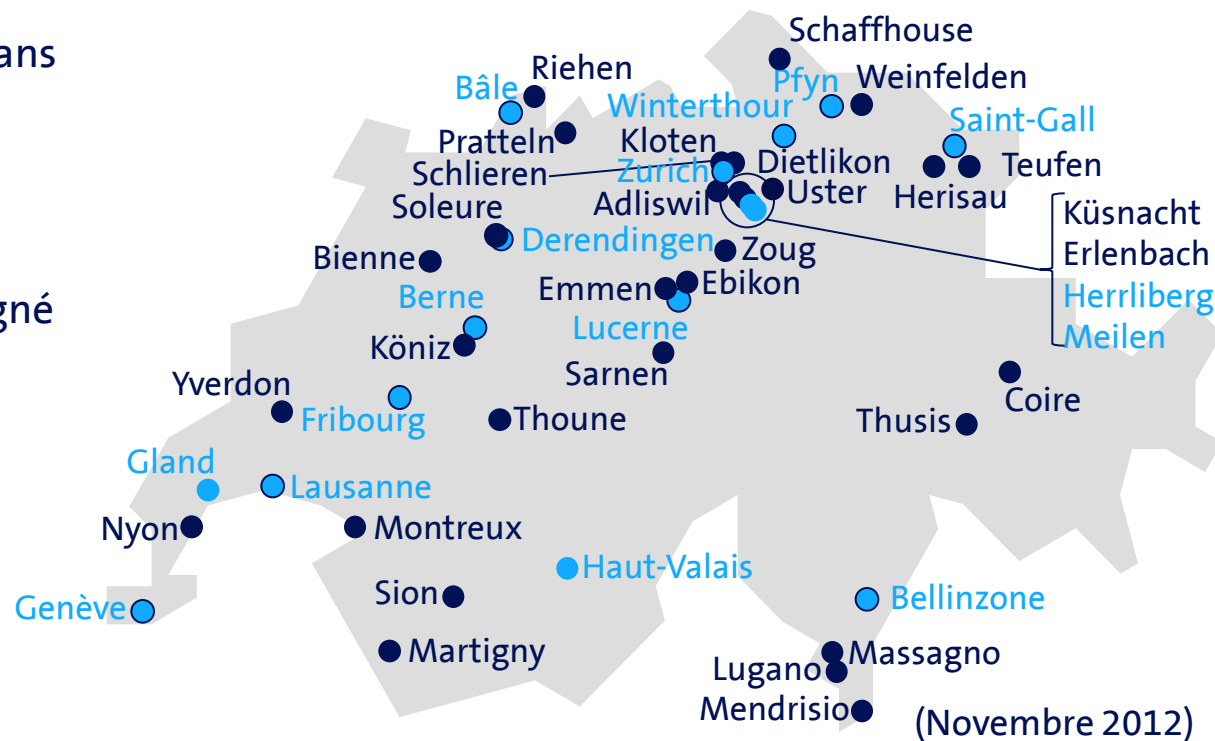 ans
Schaffhouse
Riehen
Pfyn
Weinfelden
Bâle
Winterthour
Saint-Gall
Pratteln
Kloten
Dietlikon
Teufen
Schlieren
Zurich
Uster
Herisau
Soleure
Adliswil
Küsnacht
Derendingen
Zoug
Erlenbach
Bienne
Emmen
Ebikon
Herrliberg
Berne
Lucerne
Meilen
gné
Köniz
Sarnen
Yverdon
Fribourg
Thoune
Thusis
Coire
Gland
Lausanne
Nyon
Montreux
Haut-Valais
Genève
Sion
Bellinzone
Martigny
Massagno
Lugano
Mendrisio
(Novembre 2012)